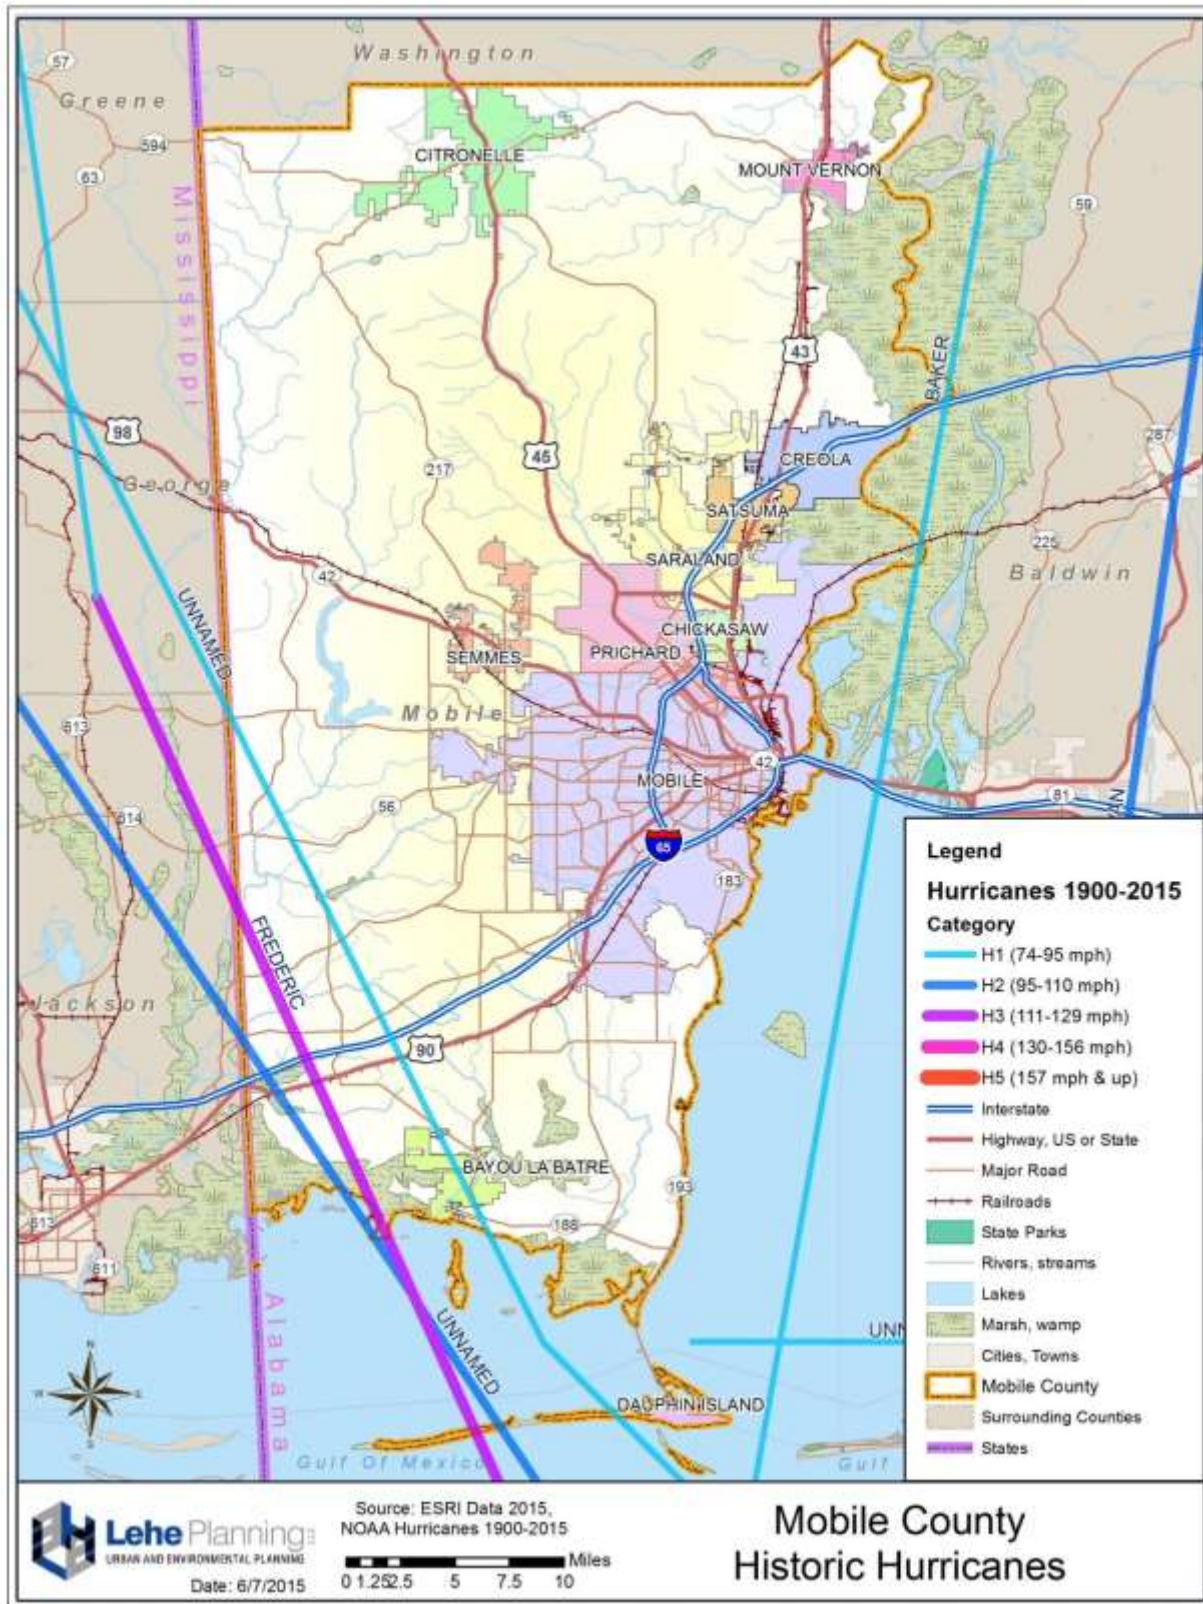 Washington
57
Greene
594
63
CITRONELLE
MOUNT VERNON
59
Mississippi
43
BAKER
98
45
287
217
George
CREOLA
SATSUMA
SARALAND
225
Baldwin
42
UNNAMED
CHICKASAW
PRICHARD
SEMMES
Mobile
613
MOBILE
42
56
81
614
65
183
FREDERIC
Jackson
90
BAYOU LA BATRE
193
188
613
611
Alabama
UNNAMED
UNN
DAUPHIN ISLAND
Gulf Of Mexico
Gulf
N
W
E
S
Legend
Hurricanes 1900-2015
Category
H1 (74-95 mph)
H2 (95-110 mph)
H3 (111-129 mph)
H4 (130-156 mph)
H5 (157 mph & up)
Interstate
Highway, US or State
Major Road
Railroads
State Parks
Rivers, streams
Lakes
Marsh, wamp
Cities, Towns
Mobile County
Surrounding Counties
States
Lehe Planning
URBAN AND ENVIRONMENTAL PLANNING
Date: 6/7/2015
Source: ESRI Data 2015,
NOAA Hurricanes 1900-2015
Miles
0 1.25 2.5 5 7.5 10
Mobile County
Historic Hurricanes